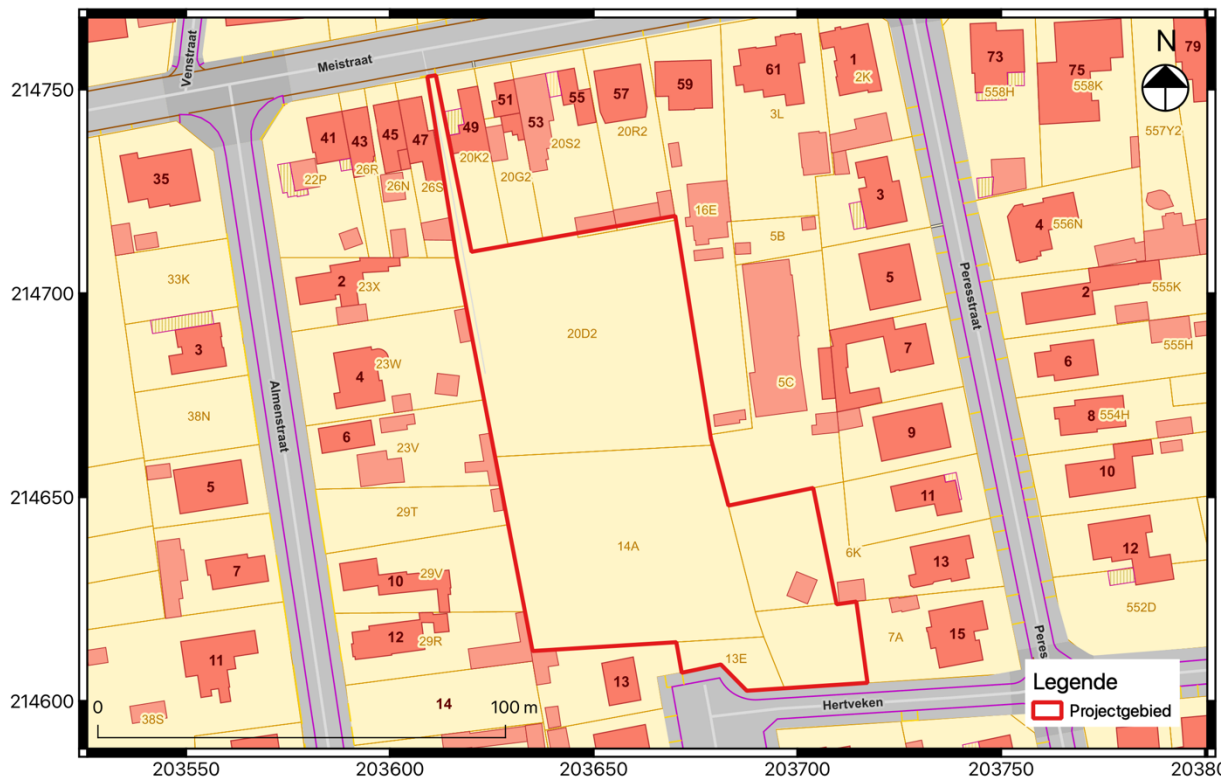 Venstraat
Meistraat
N
214750
214700
214650
214600
41
43
45
47
49
51
53
55
57
59
61
1
2K
73
558H
75
558K
79
557Y2
35
22P
26R
26N
26S
20K2
20G2
20S2
20R2
3L
16E
5B
3
4
556N
33K
2
23X
20D2
5
Peresstraat
2
555K
3
4
23W
5C
7
6
555H
38N
Almenstraat
6
23V
9
8
554H
5
29T
11
10
14A
6K
7
10
29V
13
12
552D
12
29R
11
13E
7A
15
Peres
13
14
38S
Hertveken
0
100 m
Legende
Projectgebied
203550
203600
203650
203700
203750
20380